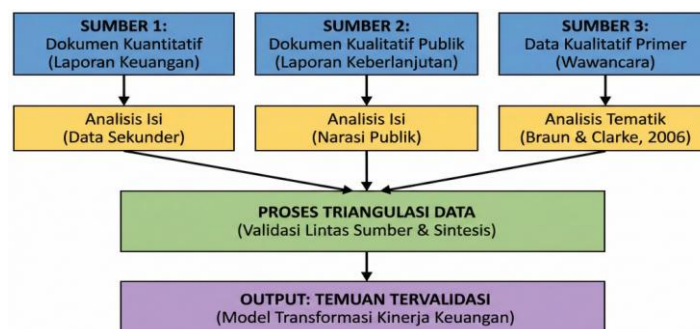 SUMBER 1:
Dokumen Kuantitatif
(Laporan Keuangan)
SUMBER 2:
Dokumen Kualitatif Publik
(Laporan Keberlanjutan)
SUMBER 3:
Data Kualitatif Primer
(Wawancara)
Analisis Isi
(Data Sekunder)
Analisis Isi
(Narasi Publik)
Analisis Tematik
(Braun & Clarke, 2006)
PROSES TRIANGULASI DATA
(Validasi Lintas Sumber & Sintesis)
OUTPUT: TEMUAN TERVALIDASI
(Model Transformasi Kinerja Keuangan)